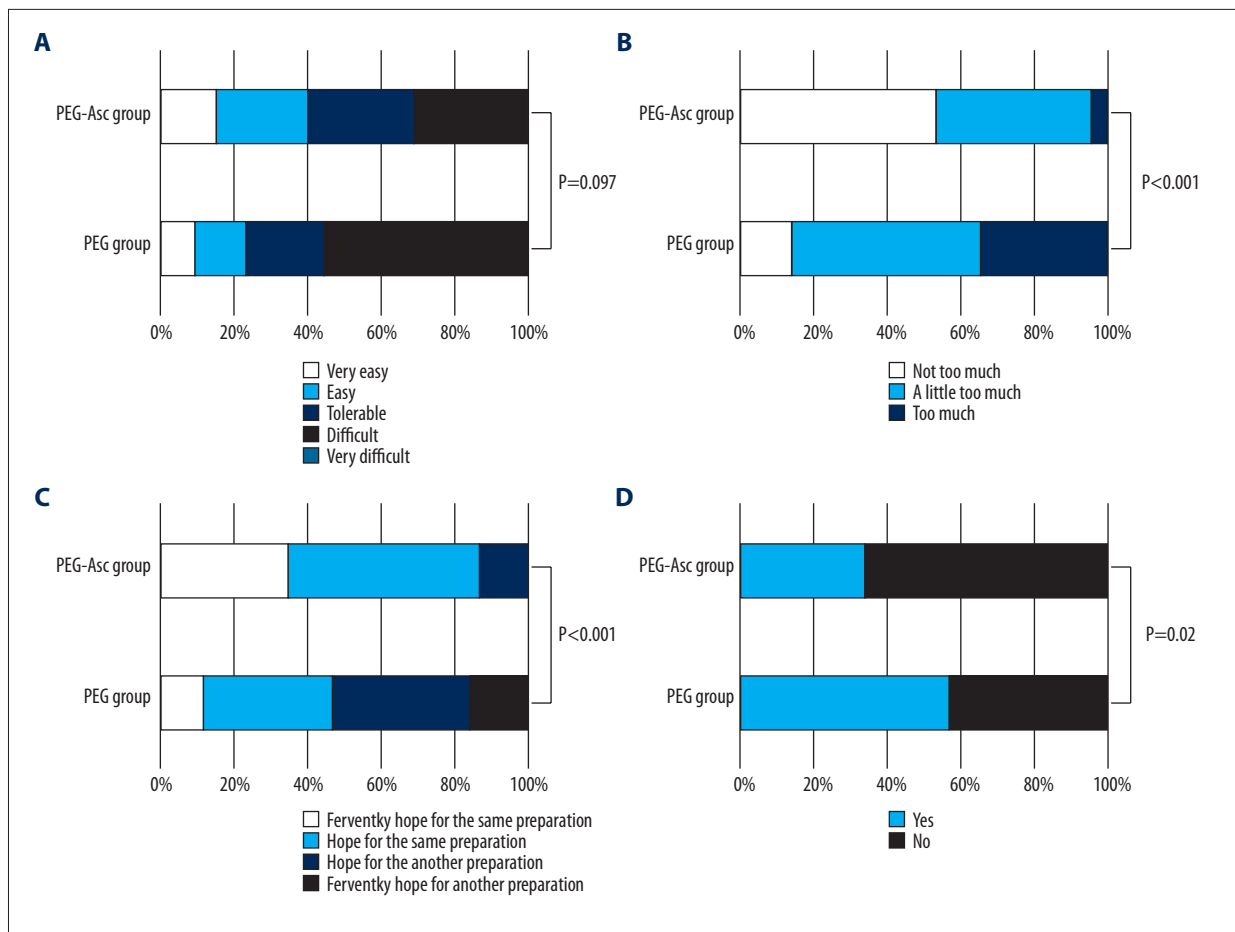 A
PEG-Asc group
PEG group
P=0.097
0% 20% 40% 60% 80% 100%
Very easy
Easy
Tolerable
Difficult
Very difficult
B
PEG-Asc group
PEG group
P<0.001
0% 20% 40% 60% 80% 100%
Not too much
A little too much
Too much
C
PEG-Asc group
PEG group
P<0.001
0% 20% 40% 60% 80% 100%
Ferventky hope for the same preparation
Hope for the same preparation
Hope for the another preparation
Ferventky hope for another preparation
D
PEG-Asc group
PEG group
P=0.02
0% 20% 40% 60% 80% 100%
Yes
No